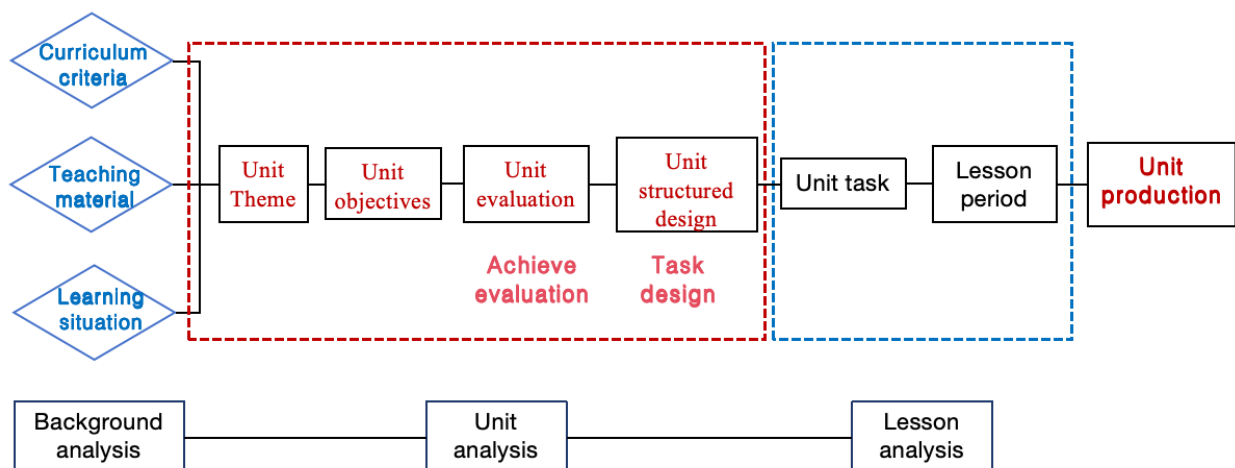 Curriculum
criteria
Teaching
material
Learning
situation
Unit
Theme
Unit
objectives
Unit
evaluation
Unit
structured
design
Achieve
evaluation
Task
design
Unit task
Lesson
period
Unit
production
Background
analysis
Unit
analysis
Lesson
analysis